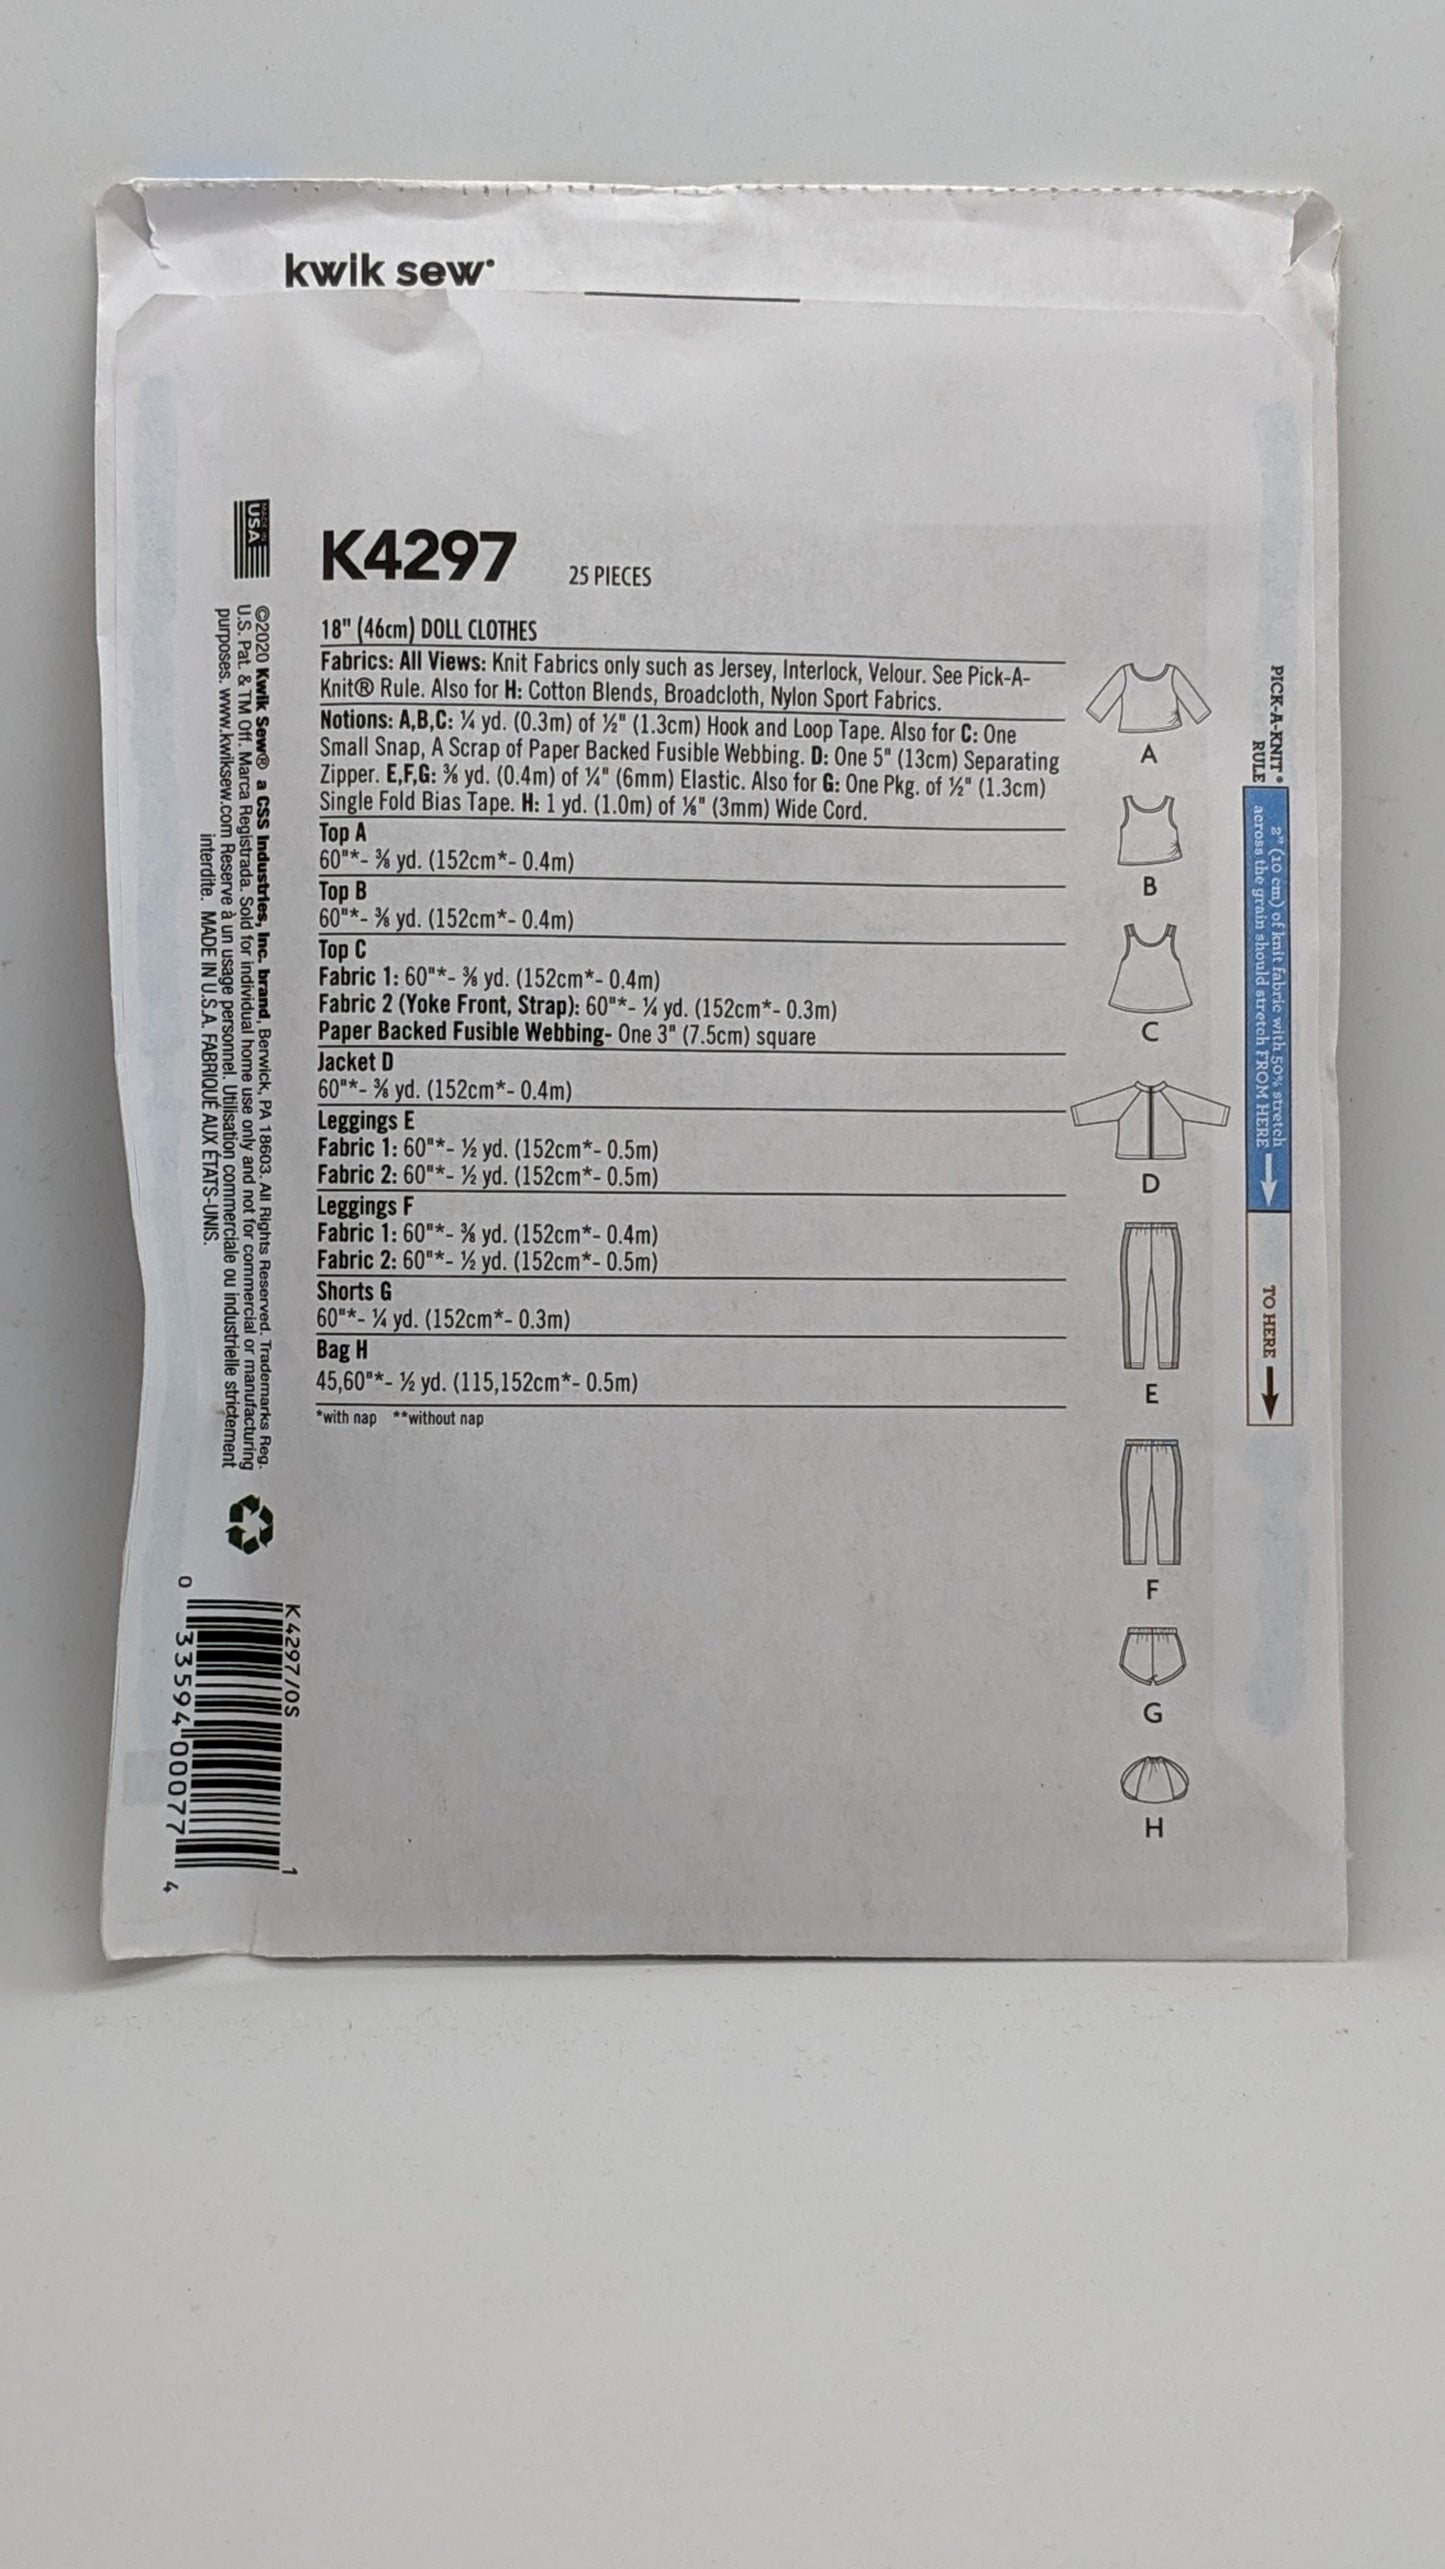 kwik sew®
K4297 25 PIECES
18" (46cm) DOLL CLOTHES
Fabrics: All Views: Knit Fabrics only such as Jersey, Interlock, Velour. See Pick-A-
Knit® Rule. Also for H: Cotton Blends, Broadcloth, Nylon Sport Fabrics.
Notions: A,B,C: ¼ yd. (0.3m) of ½" (1.3cm) Hook and Loop Tape. Also for C: One
Small Snap, A Scrap of Paper Backed Fusible Webbing. D: One 5" (13cm) Separating
Zipper. E,F,G: ⅜ yd. (0.4m) of ¼" (6mm) Elastic. Also for G: One Pkg. of ½" (1.3cm)
Single Fold Bias Tape. H: 1 yd. (1.0m) of ⅛" (3mm) Wide Cord.
Top A
60"*- ⅜ yd. (152cm*- 0.4m)
Top B
60"*- ⅜ yd. (152cm*- 0.4m)
Top C
Fabric 1: 60"*- ⅜ yd. (152cm*- 0.4m)
Fabric 2 (Yoke Front, Strap): 60"*- ¼ yd. (152cm*- 0.3m)
Paper Backed Fusible Webbing- One 3" (7.5cm) square
Jacket D
60"*- ⅜ yd. (152cm*- 0.4m)
Leggings E
Fabric 1: 60"*- ½ yd. (152cm*- 0.5m)
Fabric 2: 60"*- ½ yd. (152cm*- 0.5m)
Leggings F
Fabric 1: 60"*- ⅜ yd. (152cm*- 0.4m)
Fabric 2: 60"*- ½ yd. (152cm*- 0.5m)
Shorts G
60"*- ¼ yd. (152cm*- 0.3m)
Bag H
45,60"*- ½ yd. (115,152cm*- 0.5m)
*with nap **without nap
A
B
C
D
E
F
G
H
PICK-A-KNIT®
RULE
2" (10 cm) of knit fabric with 50% stretch
across the grain should stretch FROM HERE
TO HERE
MADE IN
USA
©2020 Kwik Sew® a CSS Industries, Inc. brand, Berwick, PA 18603. All Rights Reserved. Trademarks Reg.
U.S. Pat. & TM Off. Marca Registrada. Sold for individual home use only and not for commercial or manufacturing
purposes. www.kwiksew.com Reserve à un usage personnel. Utilisation commerciale ou industrielle strictement
interdite. MADE IN U.S.A. FABRIQUÉ AUX ÉTATS-UNIS.
K4297/OS
1
0 33594 00077 4